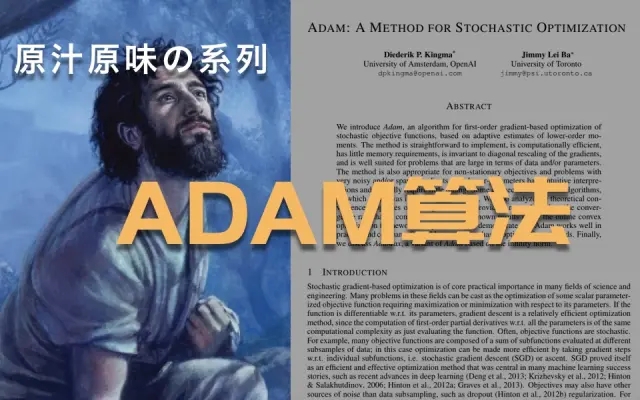 原汁原味の系列
ADAM算法
ADAM: A METHOD FOR STOCHASTIC OPTIMIZATION
Diederik P. Kingma*
University of Amsterdam, OpenAI
dpkingma@openai.com
Jimmy Lei Ba*
University of Toronto
jimmy@psi.utoronto.ca
ABSTRACT
We introduce Adam, an algorithm for first-order gradient-based optimization of
stochastic objective functions, based on adaptive estimates of lower-order mo-
ments. The method is straightforward to implement, is computationally efficient,
has little memory requirements, is invariant to diagonal rescaling of the gradients,
and is well suited for problems that are large in terms of data and/or parameters.
The method is also appropriate for non-stationary objectives and problems with
very noisy and/or
1 INTRODUCTION
Stochastic gradient-based optimization is of core practical importance in many fields of science and
engineering. Many problems in these fields can be cast as the optimization of some scalar parameter-
ized objective function requiring maximization or minimization with respect to its parameters. If the
function is differentiable w.r.t. its parameters, gradient descent is a relatively efficient optimization
method, since the computation of first-order partial derivatives w.r.t. all the parameters is of the same
computational complexity as just evaluating the function. Often, objective functions are stochastic.
For example, many objective functions are composed of a sum of subfunctions evaluated at different
subsamples of data; in this case optimization can be made more efficient by taking gradient steps
w.r.t. individual subfunctions, i.e. stochastic gradient descent (SGD) or ascent. SGD proved itself
as an efficient and effective optimization method that was central in many machine learning success
stories, such as recent advances in deep learning (Deng et al., 2013; Krizhevsky et al., 2012; Hinton
& Salakhutdinov, 2006; Hinton et al., 2012a; Graves et al., 2013). Objectives may also have other
sources of noise than data subsampling, such as dropout (Hinton et al., 2012b) regularization. For